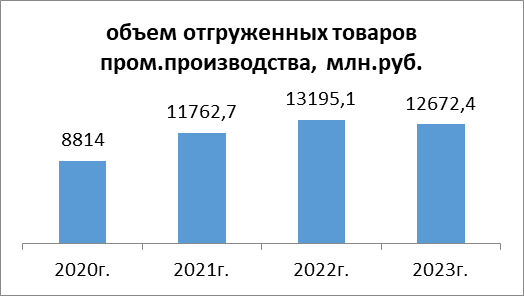 объем отгруженных товаров
пром.производства, млн.руб.
8814
11762,7
13195,1
12672,4
2020г.
2021г.
2022г.
2023г.